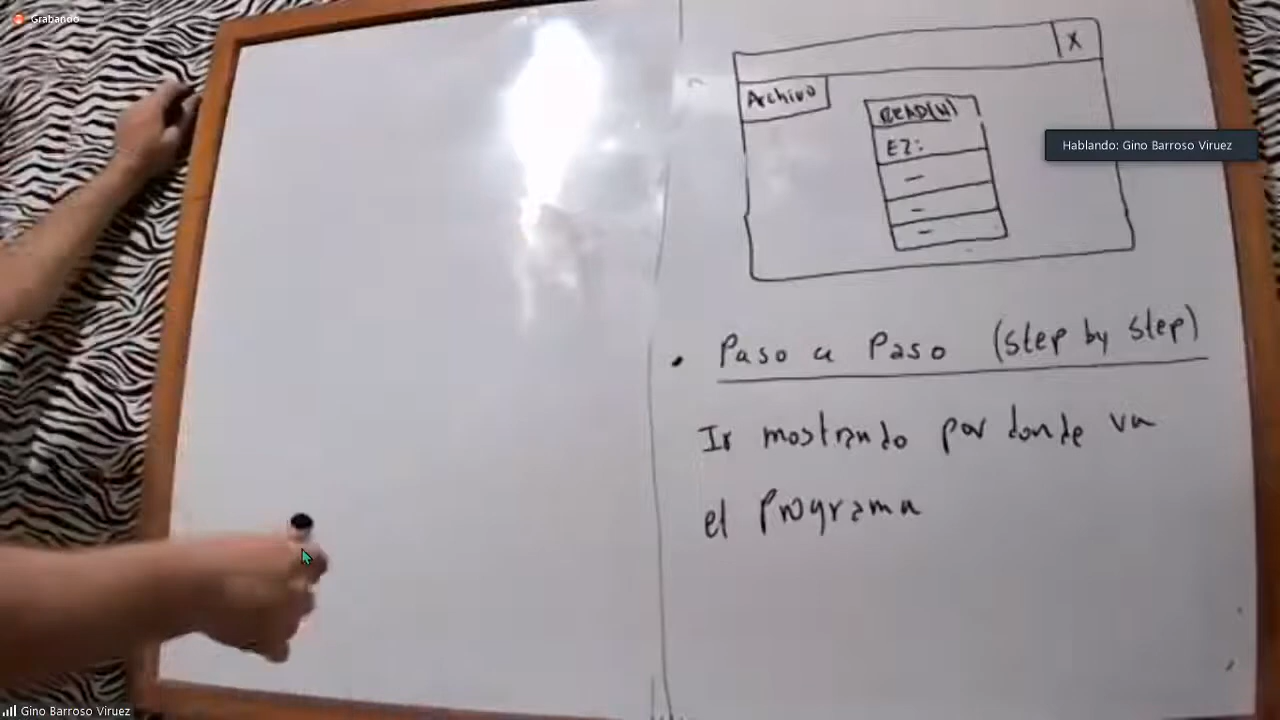 Grabando
X
Archivo
READ(N)
EZ:
Hablando: Gino Barroso Viruez
Paso a Paso (step by step)
Ir mostrando por donde va
el Programa
Gino Barroso Viruez